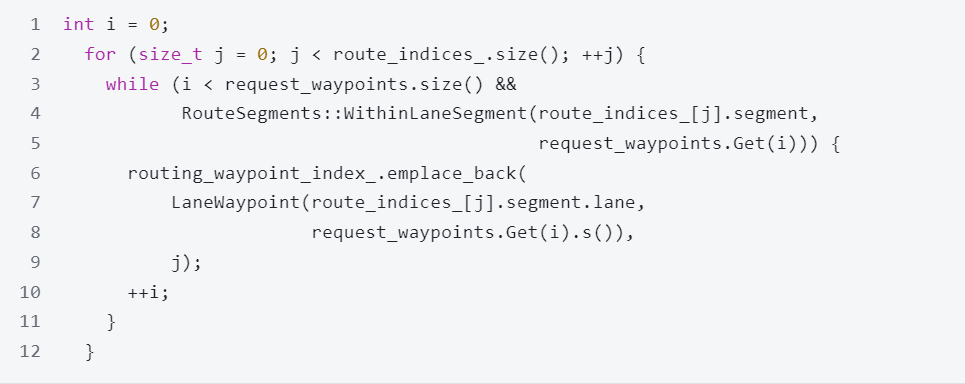 1 int i = 0;
2 for (size_t j = 0; j < route_indices_.size(); ++j) {
3 while (i < request_waypoints.size() &&
4 RouteSegments::WithinLaneSegment(route_indices_[j].segment,
5 request_waypoints.Get(i))) {
6 routing_waypoint_index_.emplace_back(
7 LaneWaypoint(route_indices_[j].segment.lane,
8 request_waypoints.Get(i).s()),
9 j);
10 ++i;
11 }
12 }